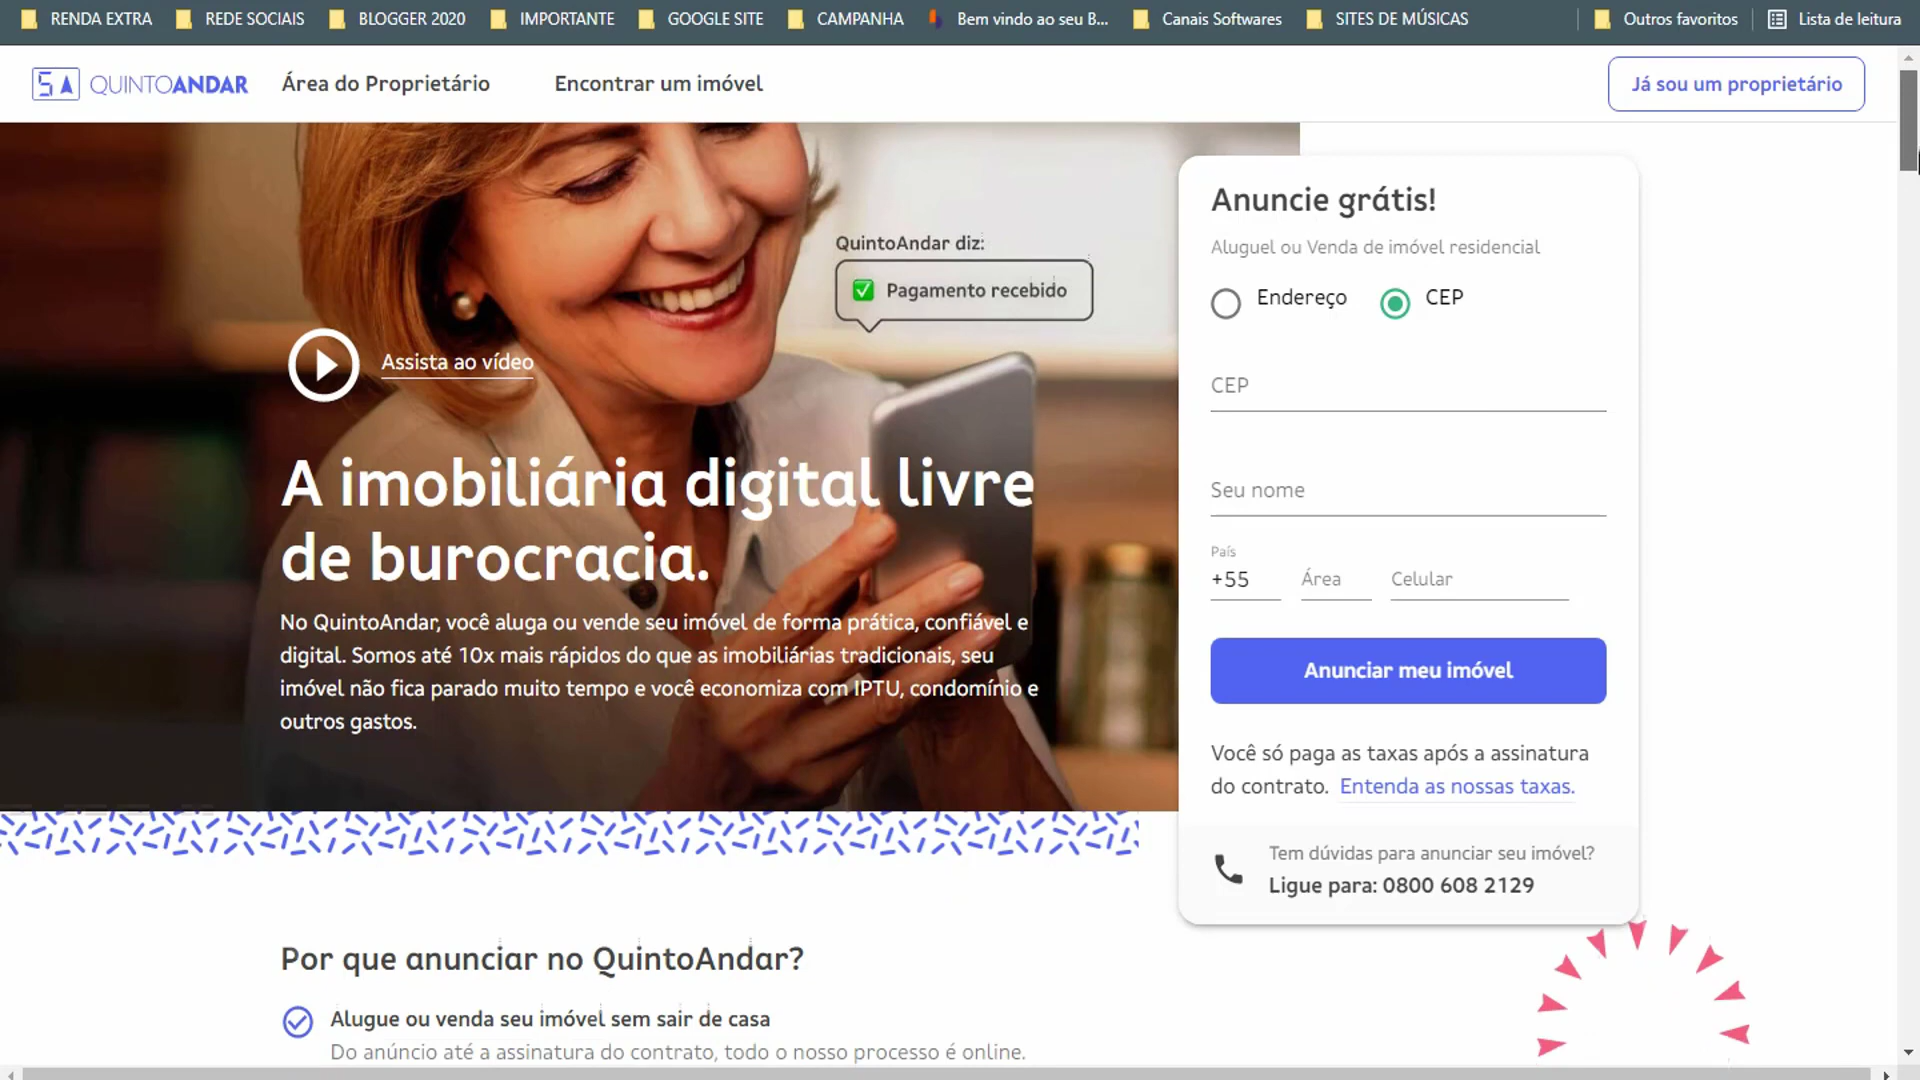 RENDA EXTRA REDE SOCIAIS BLOGGER 2020 IMPORTANTE GOOGLE SITE CAMPANHA Bem vindo ao seu B... Canais Softwares SITES DE MÚSICAS Outros favoritos Lista de leitura
5 A QUINTOANDAR Área do Proprietário Encontrar um imóvel Já sou um proprietário
QuintoAndar diz:
Pagamento recebido
Assista ao vídeo
A imobiliária digital livre
de burocracia.
No QuintoAndar, você aluga ou vende seu imóvel de forma prática, confiável e
digital. Somos até 10x mais rápidos do que as imobiliárias tradicionais, seu
imóvel não fica parado muito tempo e você economiza com IPTU, condomínio e
outros gastos.
Anuncie grátis!
Aluguel ou Venda de imóvel residencial
Endereço CEP
CEP
Seu nome
País
+55 Área Celular
Anunciar meu imóvel
Você só paga as taxas após a assinatura
do contrato. Entenda as nossas taxas.
Tem dúvidas para anunciar seu imóvel?
Ligue para: 0800 608 2129
Por que anunciar no QuintoAndar?
Alugue ou venda seu imóvel sem sair de casa
Do anúncio até a assinatura do contrato, todo o nosso processo é online.